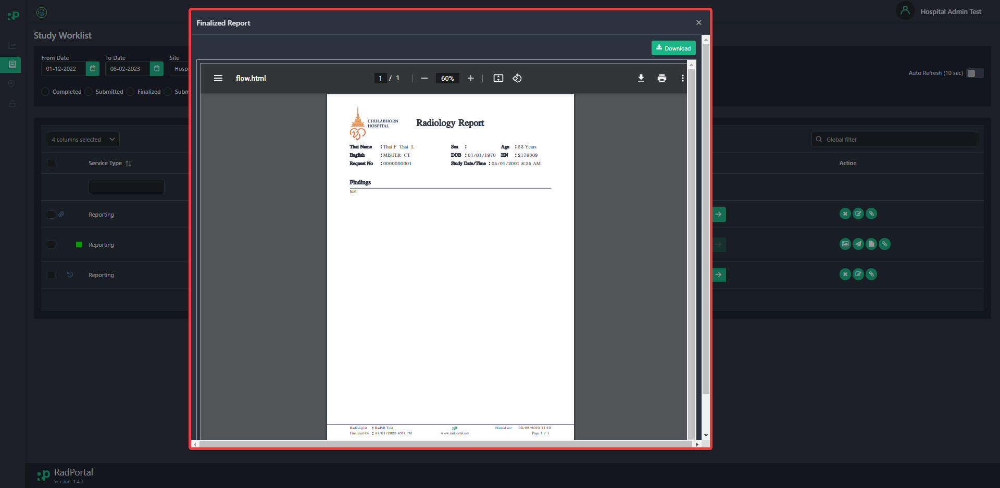 Hospital Admin Test
Study Worklist
From Date
To Date
Site
01-12-2022
08-02-2023
Hosp
Auto Refresh (10 sec)
Completed
Submitted
Finalized
Subm
4 columns selected
Global filter
Service Type
Action
Reporting
Reporting
Reporting
Finalized Report
Download
flow.html
1 / 1
60%
CHULABHORN
HOSPITAL
Radiology Report
Thai Name : Thai F Thai L
Sex :
Age : 53 Years
English : MISTER CT
DOB : 01/01/1970
HN : 2178309
Request No : 0000000001
Study Date/Time : 05/01/2001 8:35 AM
Findings
test
Radiologist : RadSR Test
Printed on: 09/02/2023 11:10
Finalized On : 31/01/2023 4:07 PM
www.radportal.net
Page 1 / 1
RadPortal
Version: 1.4.0